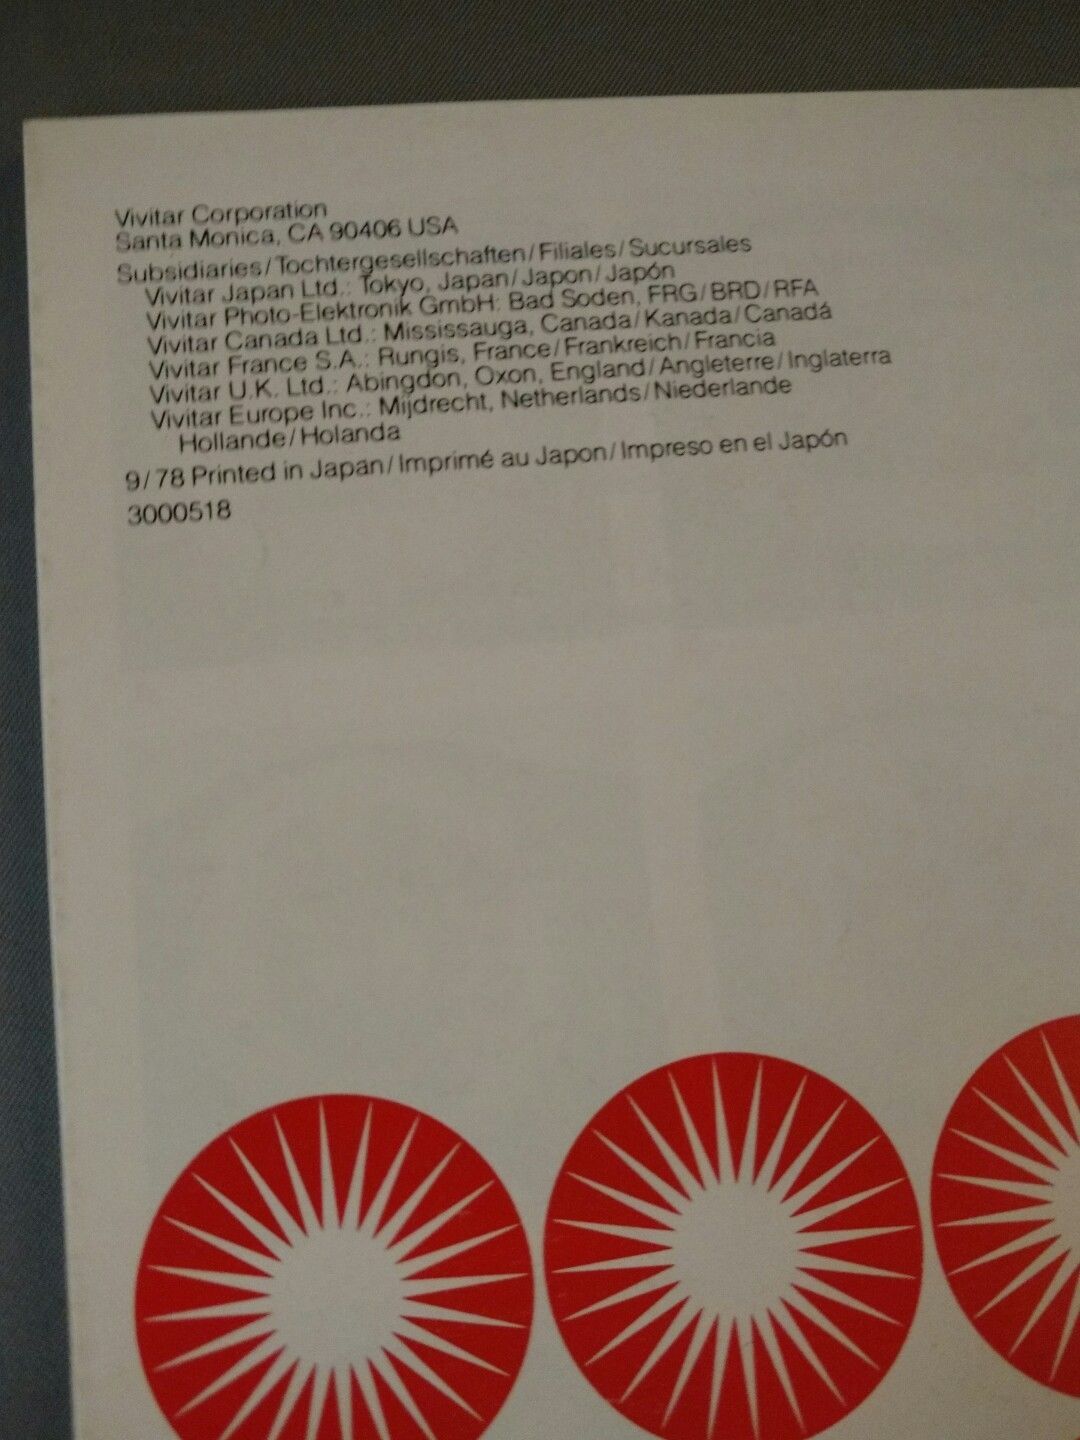 Vivitar Corporation
Santa Monica, CA 90406 USA
Subsidiaries/Tochtergesellschaften/Filiales/Sucursales
Vivitar Japan Ltd.: Tokyo, Japan/Japon/Japón
Vivitar Photo-Elektronik GmbH: Bad Soden, FRG/BRD/RFA
Vivitar Canada Ltd.: Mississauga, Canada/Kanada/Canadá
Vivitar France S.A.: Rungis, France/Frankreich/Francia
Vivitar U.K. Ltd.: Abingdon, Oxon, England/Angleterre/Inglaterra
Vivitar Europe Inc.: Mijdrecht, Netherlands/Niederlande
Hollande/Holanda
9/78 Printed in Japan/Imprimé au Japon/Impreso en el Japón
3000518